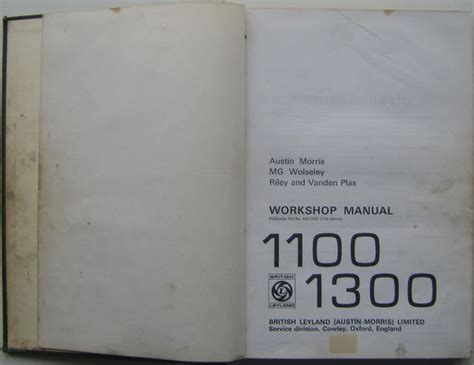 Austin Morris
MG Wolseley
Riley and Vanden Plas
WORKSHOP MANUAL
1100
BRITISH
L
LEYLAND
1300
BRITISH LEYLAND (AUSTIN-MORRIS) LIMITED
Service division, Cowley, Oxford, England